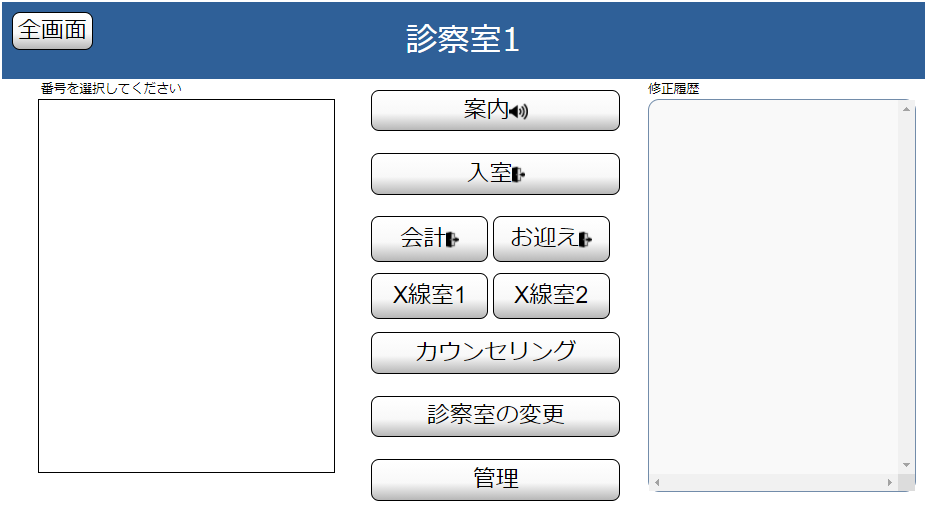 全画面
診察室1
番号を選択してください
修正履歴
案内
入室
会計
お迎え
X線室1
X線室2
カウンセリング
診察室の変更
管理